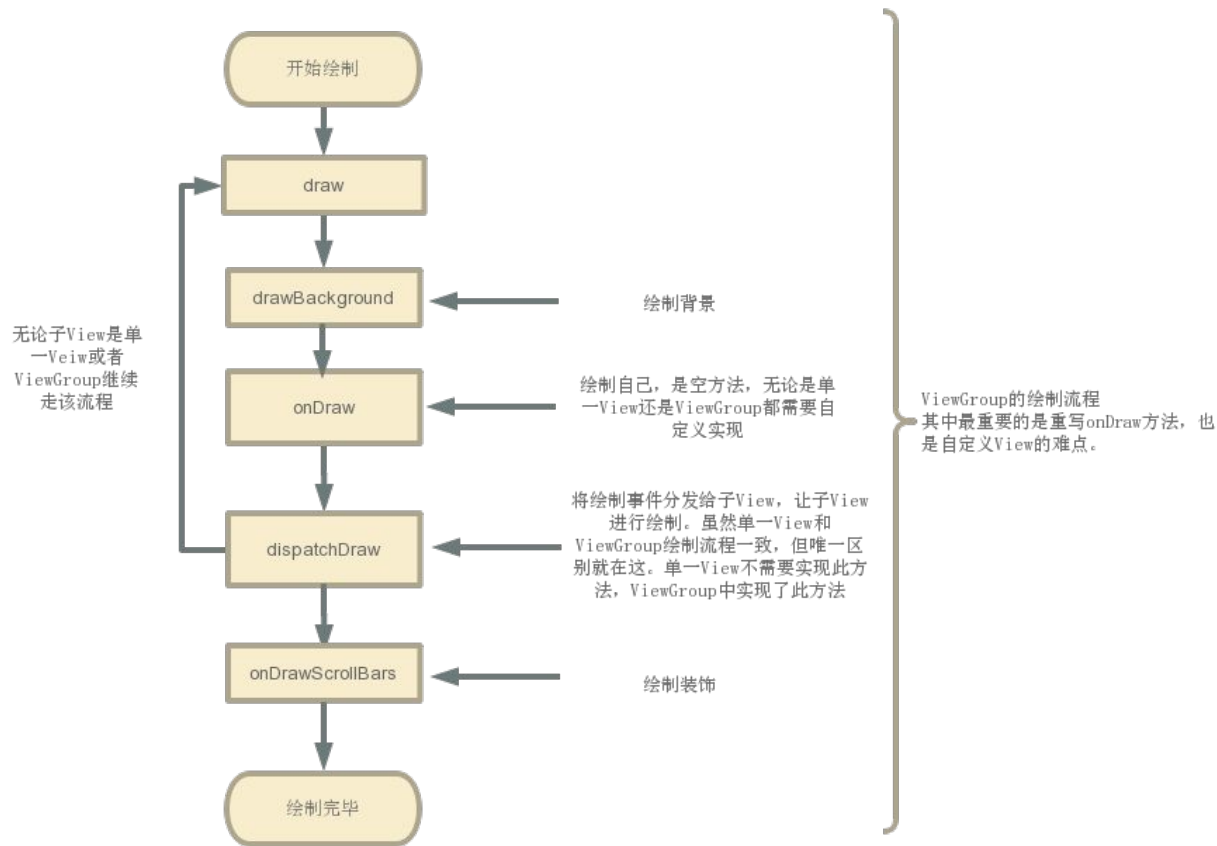 开始绘制
draw
drawBackground
绘制背景
无论子View是单
一Veiw或者
ViewGroup继续
走该流程
onDraw
绘制自己，是空方法，无论是单
一View还是ViewGroup都需要自
定义实现
ViewGroup的绘制流程
其中最重要的是重写onDraw方法，也
是自定义View的难点。
dispatchDraw
将绘制事件分发给子View，让子View
进行绘制。虽然单一View和
ViewGroup绘制流程一致，但唯一区
别就在这。单一View不需要实现此方
法，ViewGroup中实现了此方法
onDrawScrollBars
绘制装饰
绘制完毕